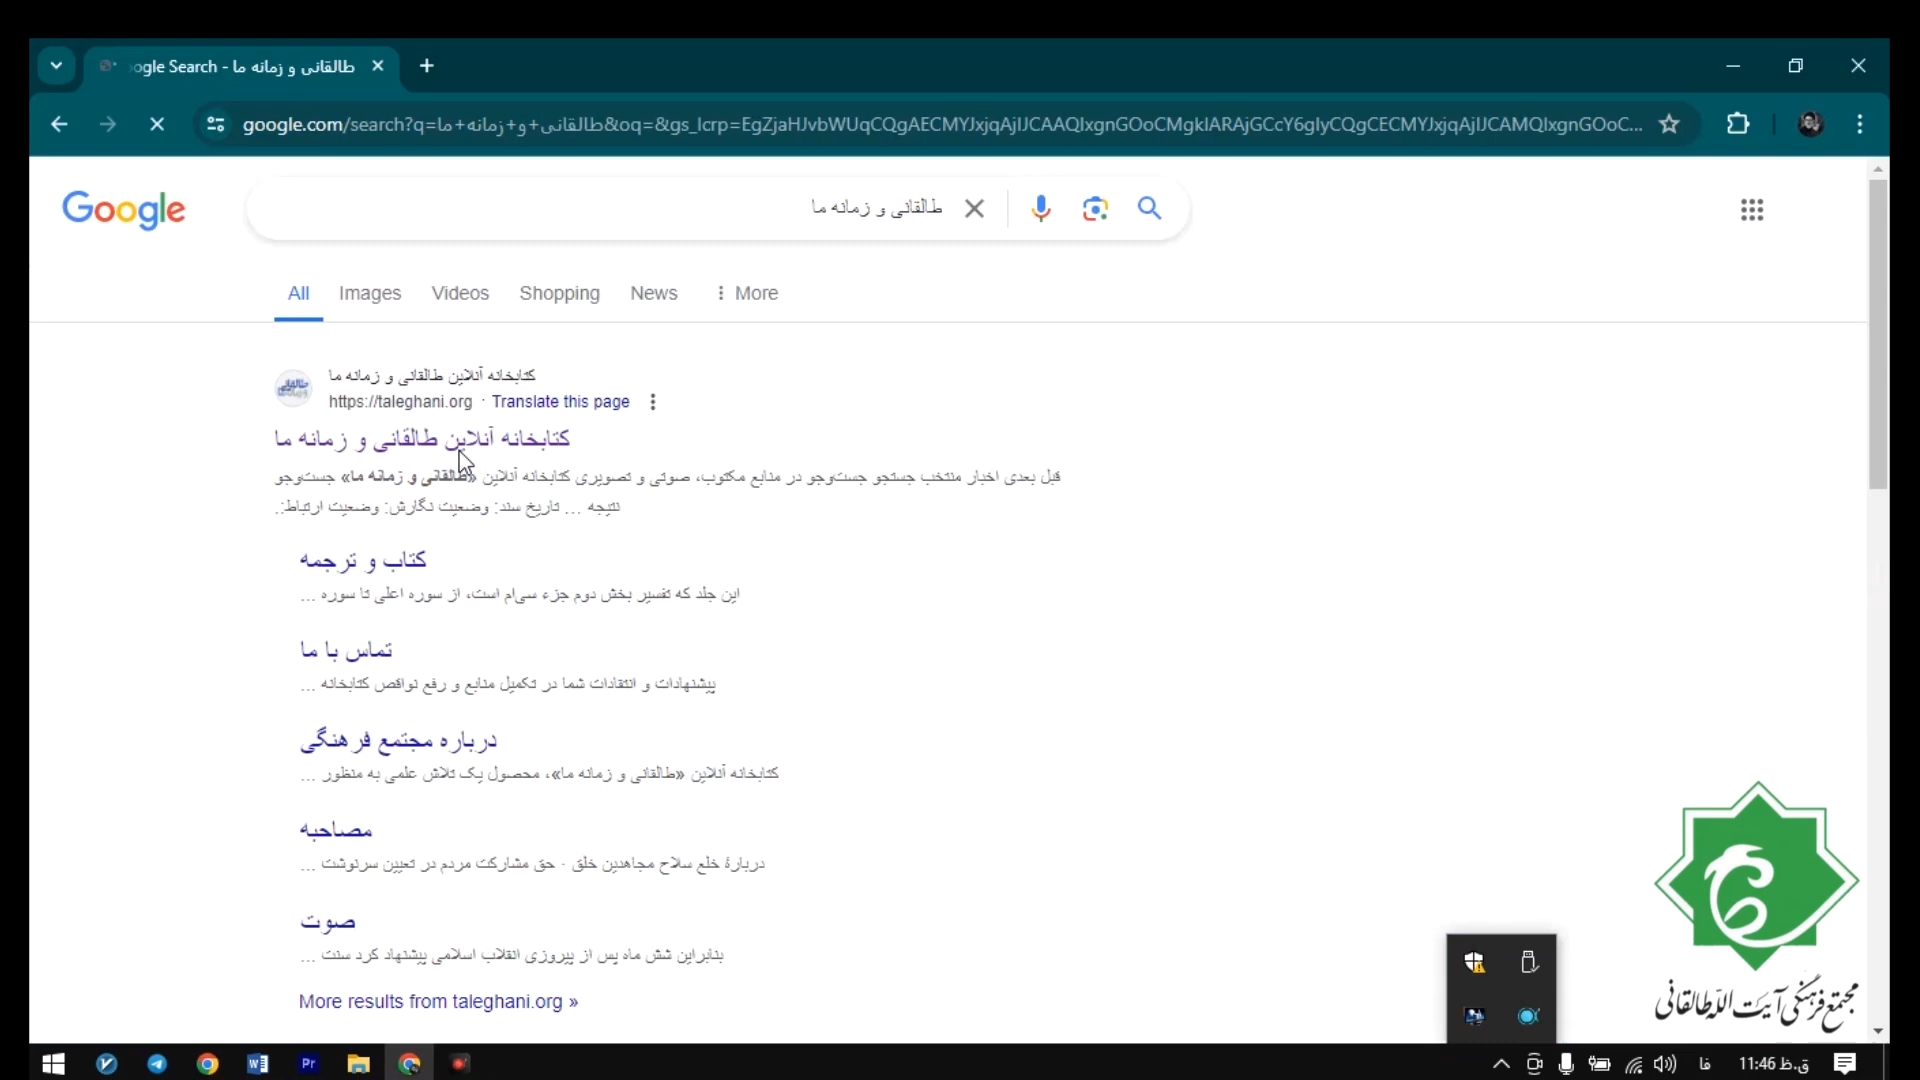 طالقانی و زمانه ما - ogle Search
google.com/search?q=طالقانی+و+زمانه+ما&oq=&gs_lcrp=EgZjaHJvbWUqCQgAECMYJxjqAjIJCAAQIxgnGOoCMgkIARAjGCcY6gIyCQgCECMYJxjqAjIJCAMQIxgnGOoC...
Google
طالقانی و زمانه ما
All Images Videos Shopping News More
کتابخانه آنلاین طالقانی و زمانه ما
https://taleghani.org · Translate this page
کتابخانه آنلاین طالقانی و زمانه ما
قبل بعدی اخبار منتخب جستجو جست‌وجو در منابع مکتوب، صوتی و تصویری کتابخانه آنلاین «طالقانی و زمانه ما» جست‌وجو
نتیجه ... تاریخ سند: وضعیت نگارش: وضعیت ارتباط:.
کتاب و ترجمه
این جلد که تفسیر بخش دوم جزء سی‌ام است، از سوره اعلی تا سوره ...
تماس با ما
پیشنهادات و انتقادات شما در تکمیل منابع و رفع نواقص کتابخانه ...
درباره مجتمع فرهنگی
کتابخانه آنلاین «طالقانی و زمانه ما»، محصول یک تلاش علمی به منظور ...
مصاحبه
دربارهٔ خلع سلاح مجاهدین خلق · حق مشارکت مردم در تعیین سرنوشت ...
صوت
بنابراین شش ماه پس از پیروزی انقلاب اسلامی پیشنهاد کرد سنت ...
More results from taleghani.org »
مجتمع فرهنگی آیت الله طالقانی
Pr
فا
11:46 ق.ظ